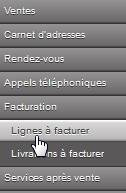 Ventes
Carnet d'adresses
Rendez-vous
Appels téléphoniques
Facturation
Lignes à facturer
Livraisons à facturer
Services après vente